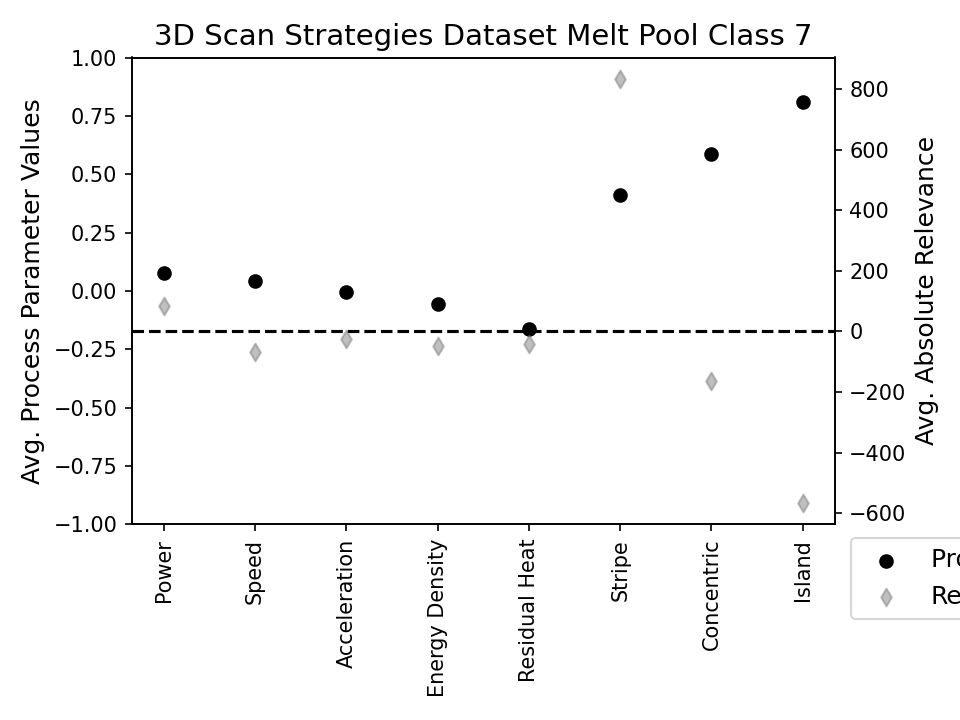 3D Scan Strategies Dataset Melt Pool Class 7
Avg. Process Parameter Values
1.00
0.75
0.50
0.25
0.00
−0.25
−0.50
−0.75
−1.00
800
600
400
200
0
−200
−400
−600
Avg. Absolute Relevance
Power
Speed
Acceleration
Energy Density
Residual Heat
Stripe
Concentric
Island
Pro
Re